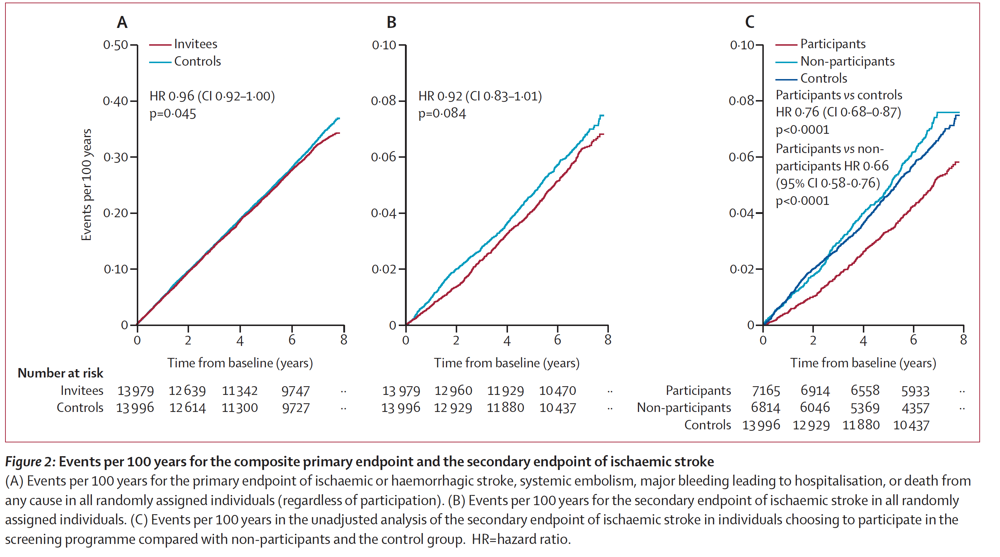 A
0·50
0·40
0·30
0·20
0·10
0
Events per 100 years
Invitees
Controls
HR 0·96 (CI 0·92–1·00)
p=0·045
0 2 4 6 8
Time from baseline (years)
B
0·10
0·08
0·06
0·04
0·02
0
HR 0·92 (CI 0·83–1·01)
p=0·084
0 2 4 6 8
Time from baseline (years)
C
0·10
0·08
0·06
0·04
0·02
0
Participants
Non-participants
Controls
Participants vs controls
HR 0·76 (CI 0·68–0·87)
p<0·0001
Participants vs non-
participants HR 0·66
(95% CI 0·58-0·76)
p<0·0001
0 2 4 6 8
Time from baseline (years)
Number at risk
Invitees 13 979 12 639 11 342 9747 ··
Controls 13 996 12 614 11 300 9727 ··
13 979 12 960 11 929 10 470 ··
13 996 12 929 11 880 10 437 ··
Participants 7165 6914 6558 5933 ··
Non-participants 6814 6046 5369 4357 ··
Controls 13 996 12 929 11 880 10 437
Figure 2: Events per 100 years for the composite primary endpoint and the secondary endpoint of ischaemic stroke
(A) Events per 100 years for the primary endpoint of ischaemic or haemorrhagic stroke, systemic embolism, major bleeding leading to hospitalisation, or death from
any cause in all randomly assigned individuals (regardless of participation). (B) Events per 100 years for the secondary endpoint of ischaemic stroke in all randomly
assigned individuals. (C) Events per 100 years in the unadjusted analysis of the secondary endpoint of ischaemic stroke in individuals choosing to participate in the
screening programme compared with non-participants and the control group. HR=hazard ratio.